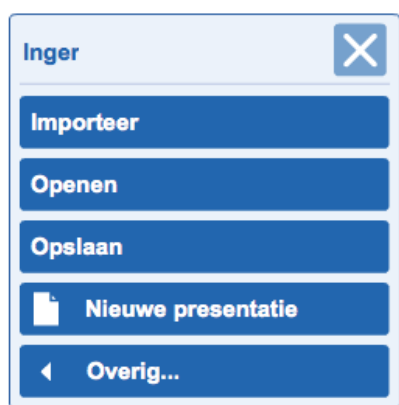 Inger
Importeer
Openen
Opslaan
Nieuwe presentatie
Overig...